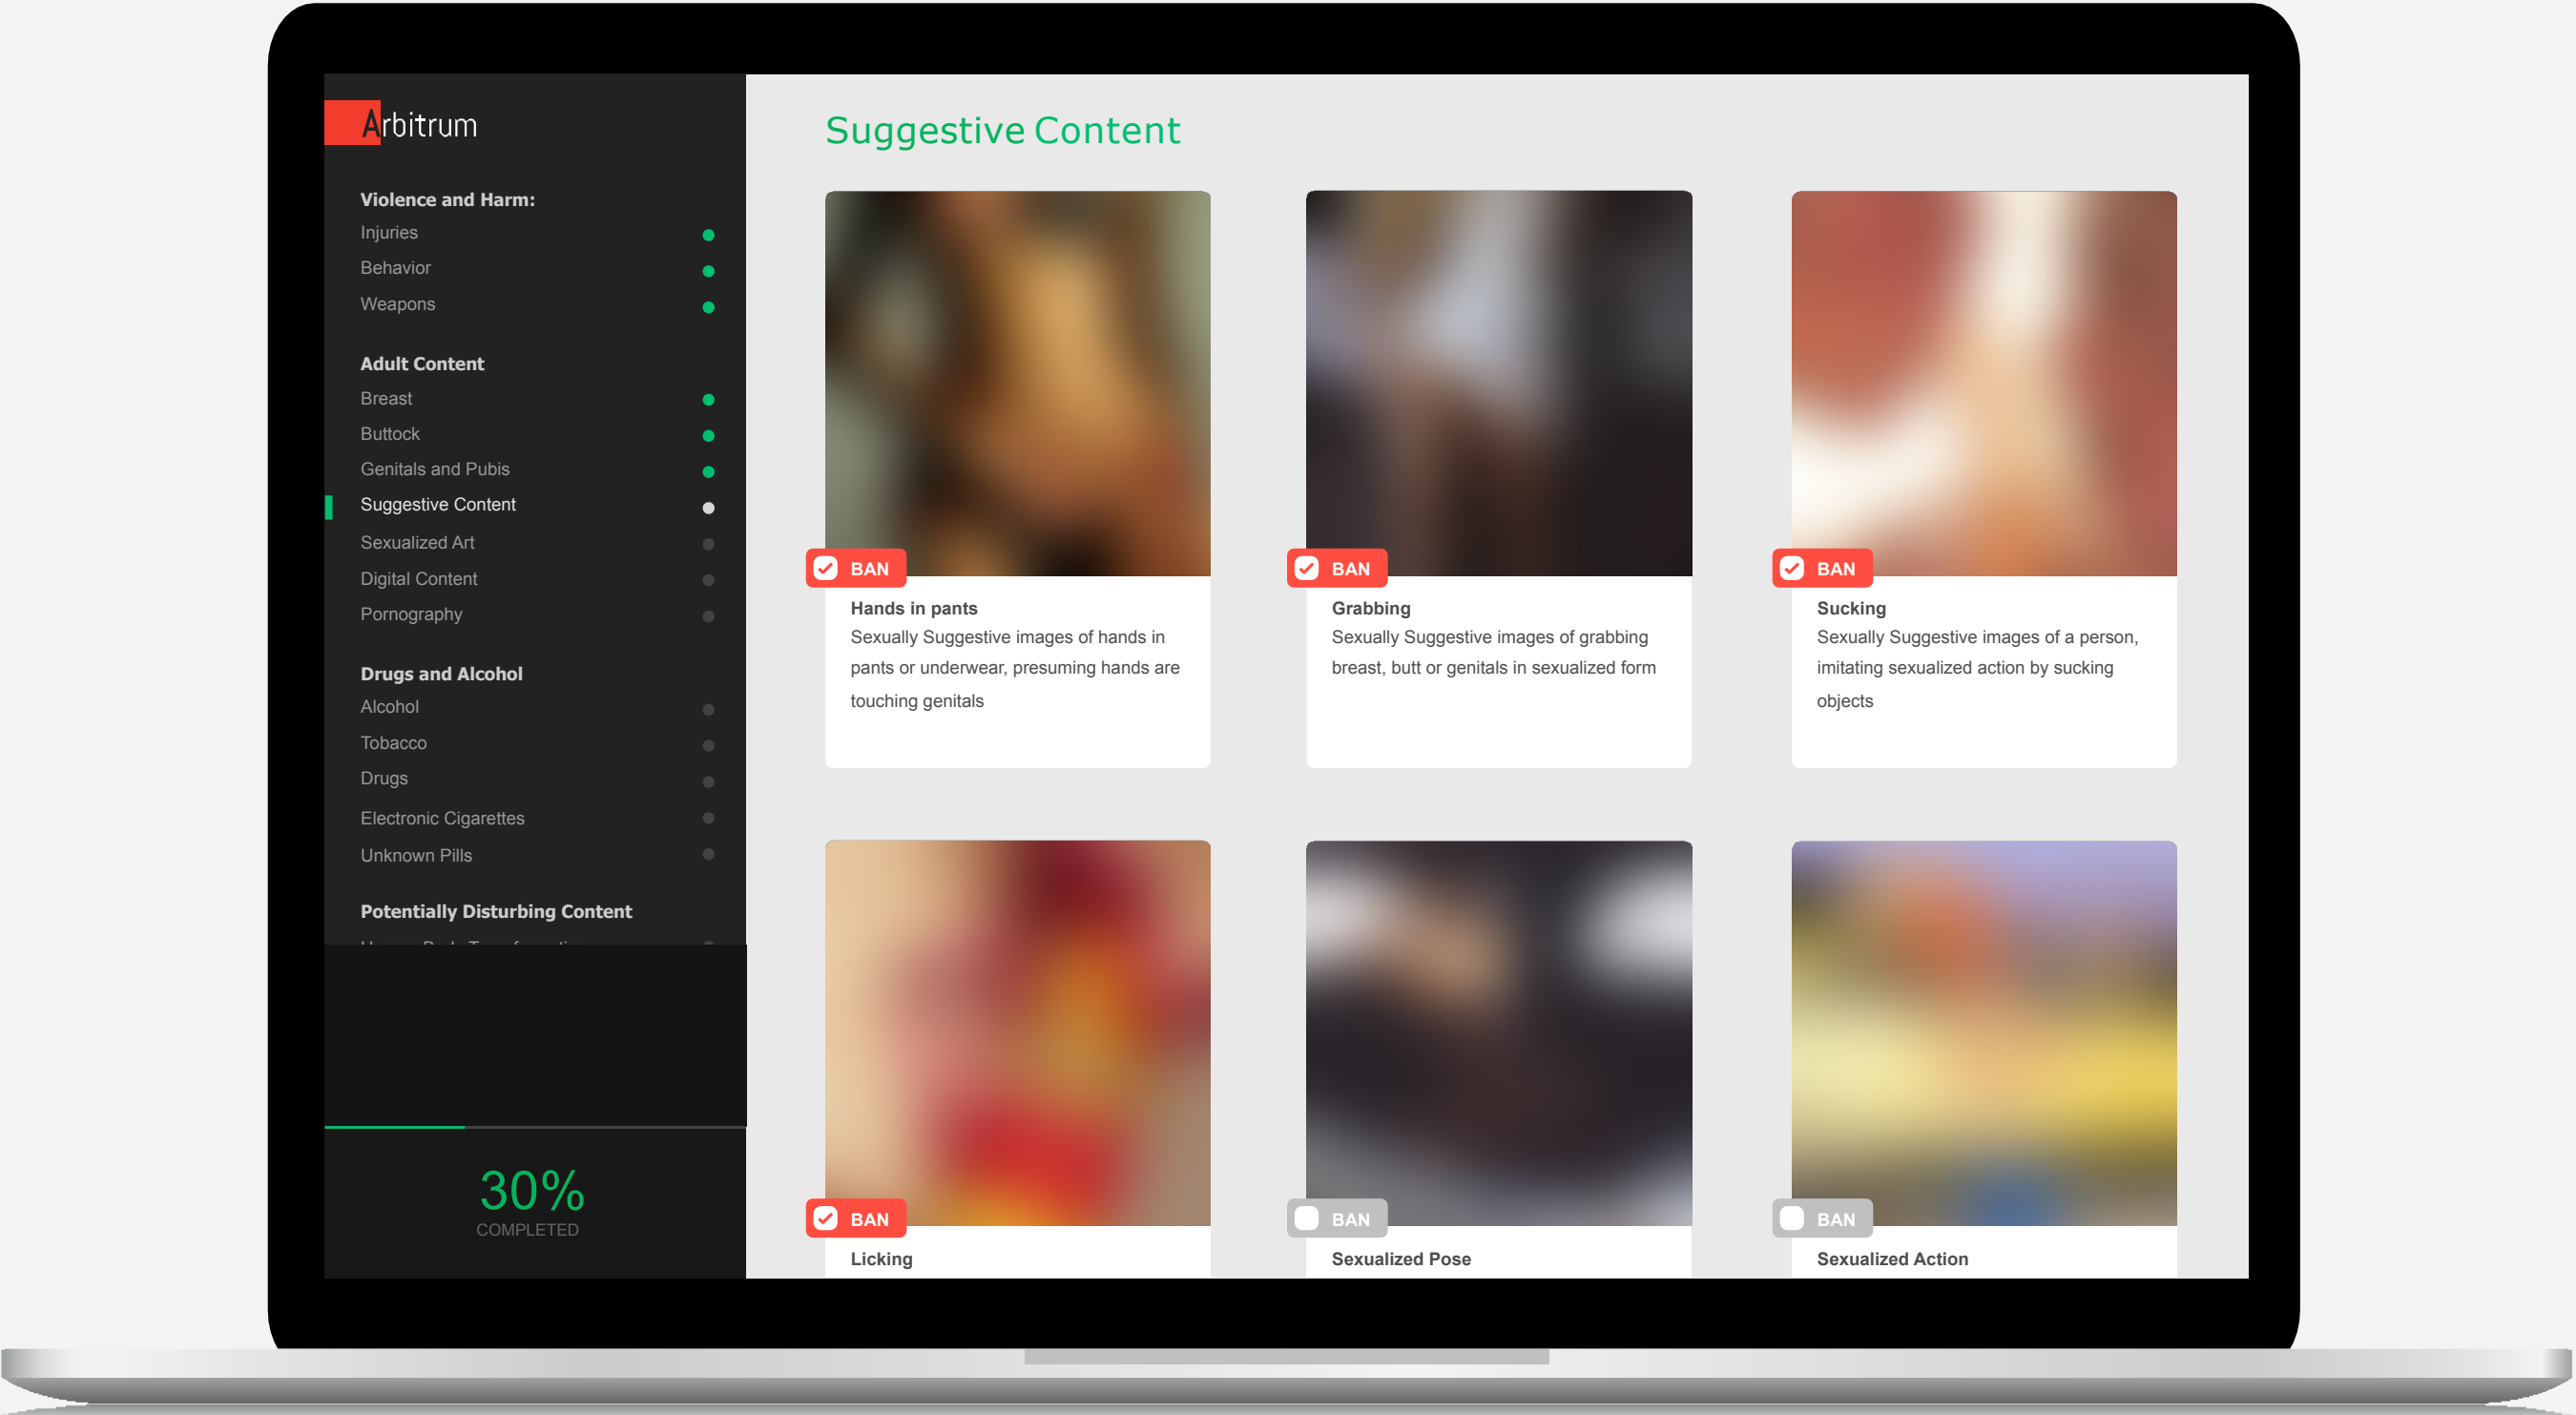 Arbitrum
Violence and Harm:
Injuries
Behavior
Weapons
Adult Content
Breast
Buttock
Genitals and Pubis
Suggestive Content
Sexualized Art
Digital Content
Pornography
Drugs and Alcohol
Alcohol
Tobacco
Drugs
Electronic Cigarettes
Unknown Pills
Potentially Disturbing Content
30%
COMPLETED
Suggestive Content
BAN
Hands in pants
Sexually Suggestive images of hands in
pants or underwear, presuming hands are
touching genitals
BAN
Grabbing
Sexually Suggestive images of grabbing
breast, butt or genitals in sexualized form
BAN
Sucking
Sexually Suggestive images of a person,
imitating sexualized action by sucking
objects
BAN
Licking
BAN
Sexualized Pose
BAN
Sexualized Action